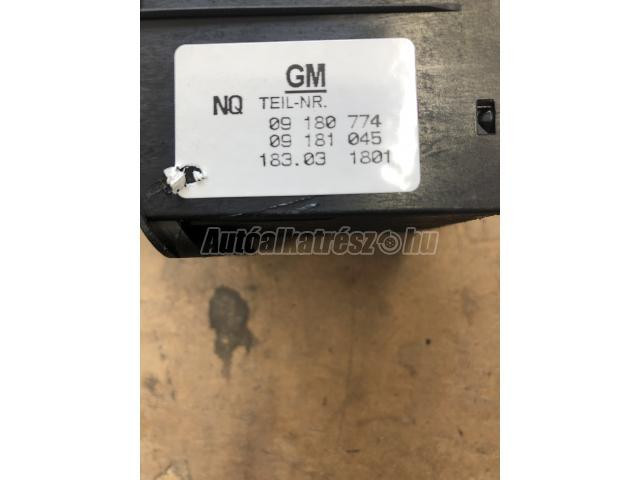 GM
NQ TEIL-NR.
09 180 774
09 181 045
183.03 1801
Autóalkatrész.hu